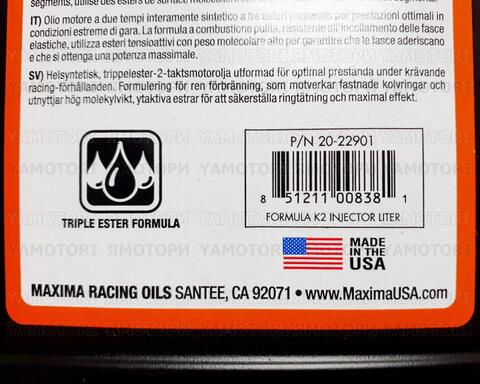 segments, utilise des esters de surface
IT) Olio motore a due tempi interamente sintetico a tre esteri preparato per prestazioni ottimali in
condizioni estreme di gara. La formula a combustione pulita, resistente all'incollamento delle fasce
elastiche, utilizza esteri tensioattivi con peso molecolare alto per garantire che le fasce aderiscano
e che si ottenga una potenza massimale.
SV) Helsyntetisk, trippelester-2-taktsmotorolja utformad för optimal prestanda under krävande
racing-förhållanden. Formulering för ren förbränning, som motverkar fastnade kolvringar och
utnyttjar hög molekylvikt, ytaktiva estrar för att säkerställa ringtätning och maximal effekt.
P/N 20-22901
8 51211 00838 1
FORMULA K2 INJECTOR LITER
TRIPLE ESTER FORMULA
MADE
IN THE
USA
MAXIMA RACING OILS SANTEE, CA 92071 • www.MaximaUSA.com
YAMOTORI ЯМОТОРИ YAMOTORI ЯМОТОРИ YAMOTORI